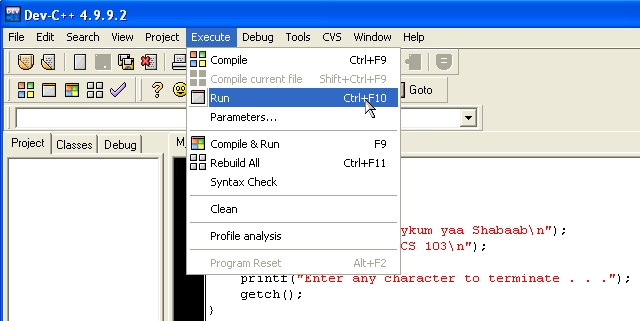 DEV Dev-C++ 4.9.9.2
File Edit Search View Project Execute Debug Tools CVS Window Help
Compile Ctrl+F9
Compile current file Shift+Ctrl+F9
Run Ctrl+F10
Goto
Parameters...
Project Classes Debug
Compile & Run F9
Rebuild All Ctrl+F11
Syntax Check
Clean
ykum yaa Shabaab\n");
Profile analysis
CS 103\n");
Program Reset Alt+F2
printf("Enter any character to terminate . . .");
getch();
}